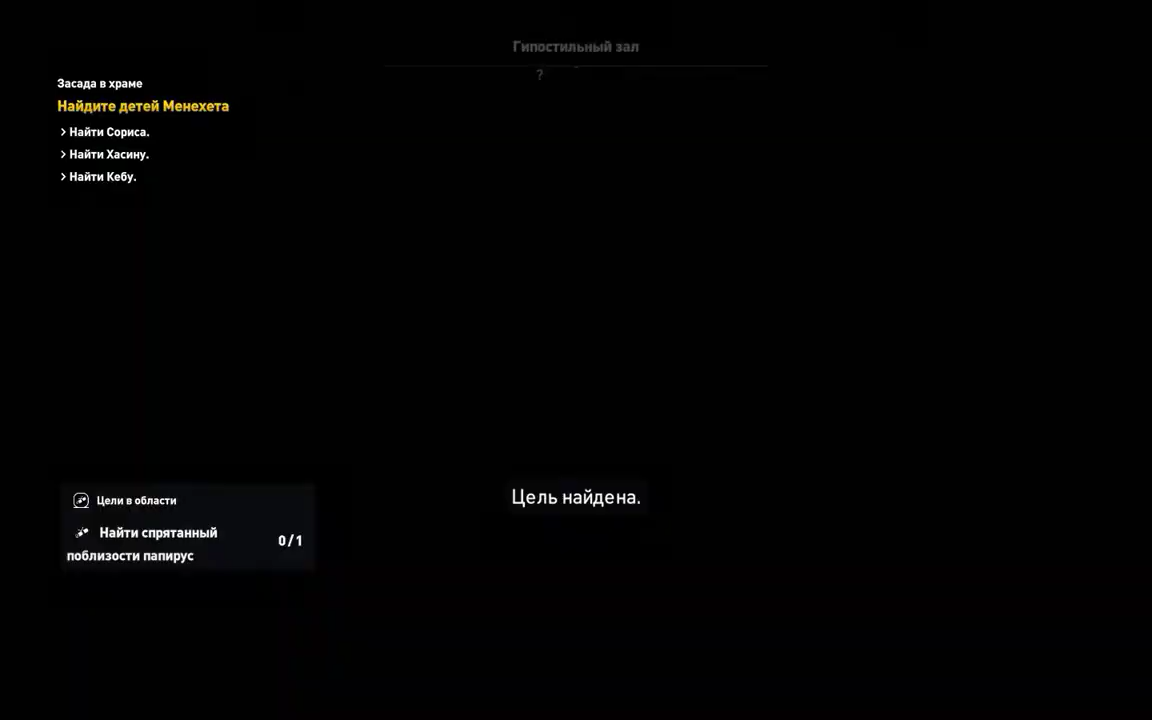 Гипостильный зал
?
Засада в храме
Найдите детей Менехета
> Найти Сориса.
> Найти Хасину.
> Найти Кебу.
Цели в области
Найти спрятанный
поблизости папирус
0/1
Цель найдена.